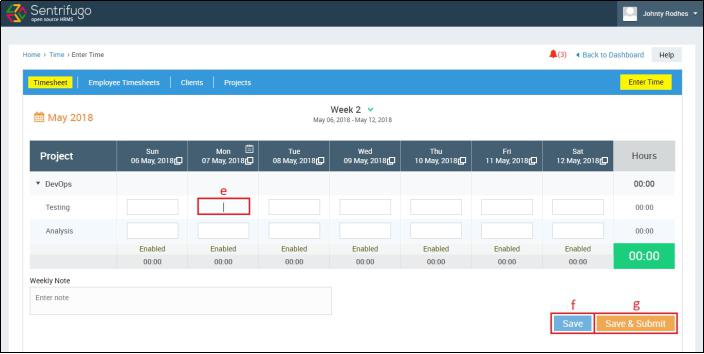 Sentrifugo
open source HRMS
Johnty Rodhes
Home > Time > Enter Time
(3) Back to Dashboard Help
Timesheet Employee Timesheets Clients Projects Enter Time
May 2018
Week 2
May 06, 2018 - May 12, 2018
Project Sun Mon Tue Wed Thu Fri Sat Hours
06 May, 2018 07 May, 2018 08 May, 2018 09 May, 2018 10 May, 2018 11 May, 2018 12 May, 2018
DevOps 00:00
e
Testing 00:00
Analysis 00:00
Enabled Enabled Enabled Enabled Enabled Enabled Enabled
00:00 00:00 00:00 00:00 00:00 00:00 00:00 00:00
Weekly Note
Enter note
f g
Save Save & Submit